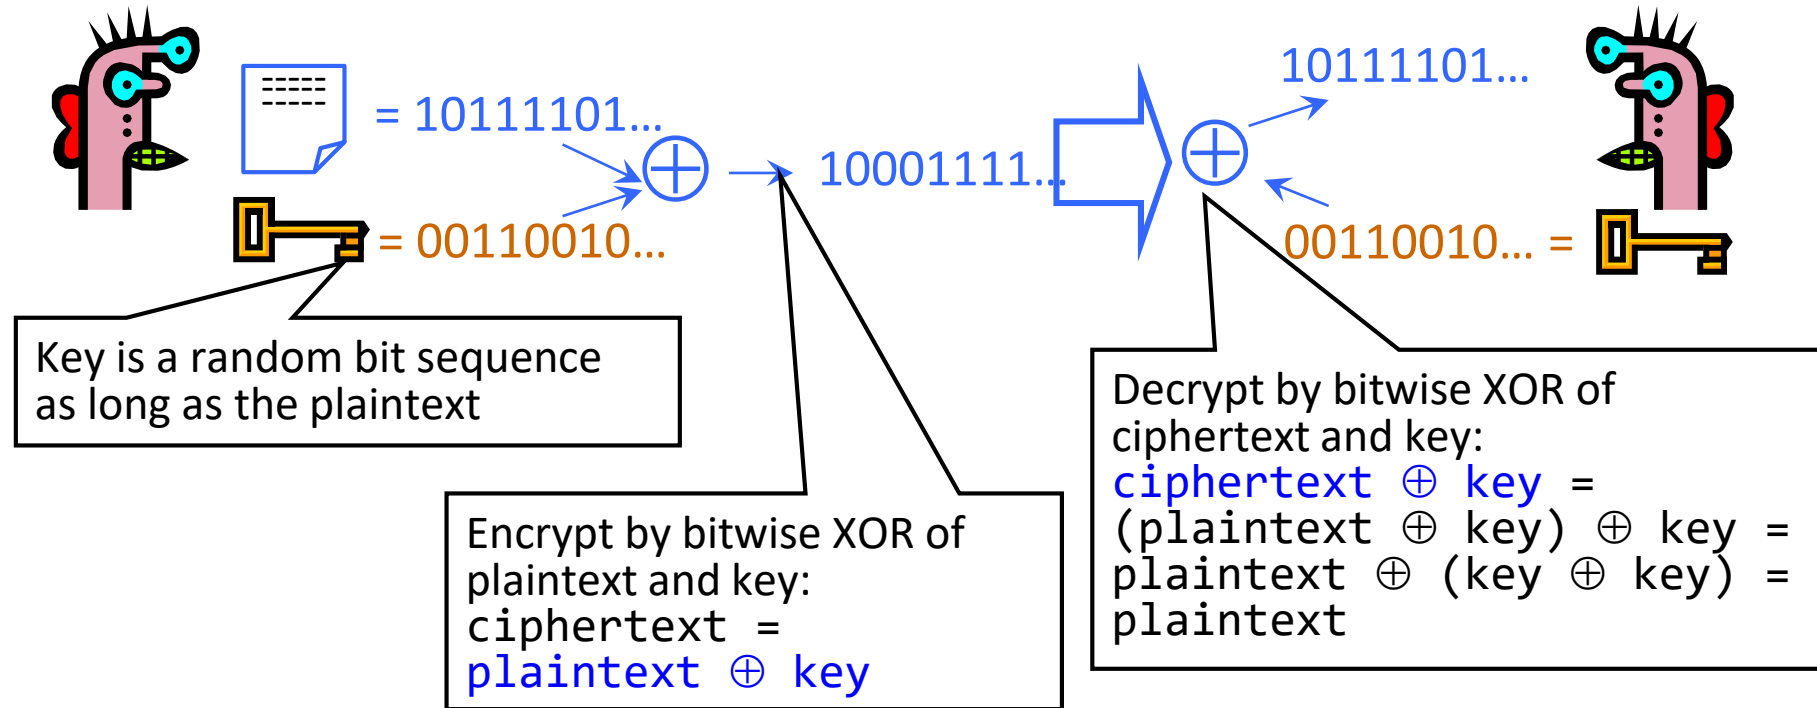 = 10111101...
= 00110010...
10001111...
10111101...
00110010... =
Key is a random bit sequence
as long as the plaintext
Encrypt by bitwise XOR of
plaintext and key:
ciphertext =
plaintext ⊕ key
Decrypt by bitwise XOR of
ciphertext and key:
ciphertext ⊕ key =
(plaintext ⊕ key) ⊕ key =
plaintext ⊕ (key ⊕ key) =
plaintext